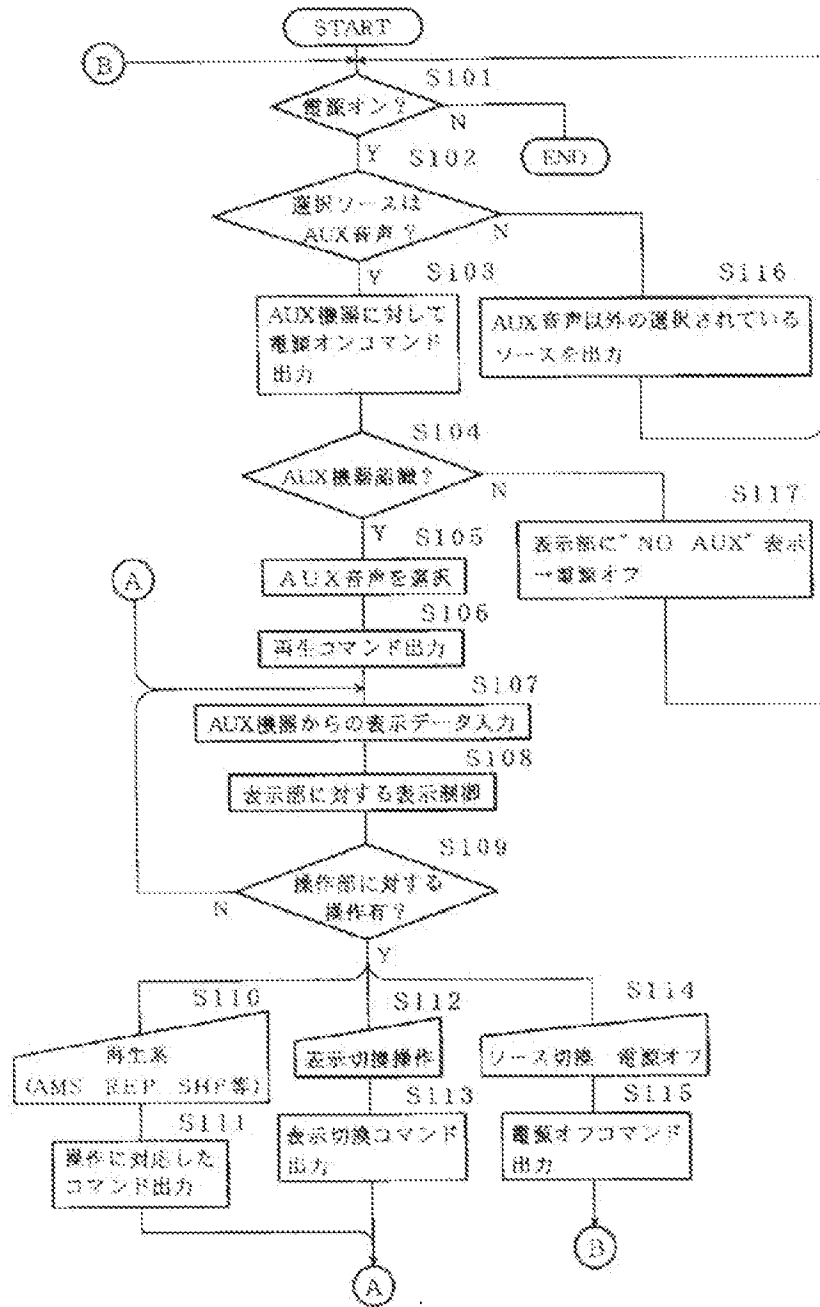 START
B
S101
電源オン?
N
END
Y
S102
選択ソースは
AUX音声?
N
Y
S103
AUX機器に対して
電源オンコマンド
出力
S116
AUX音声以外の選択されている
ソースを出力
S104
AUX機器認識?
N
Y
S117
表示部に"NO AUX"表示
→電源オフ
S105
AUX音声を選択
A
S106
再生コマンド出力
S107
AUX機器からの表示データ入力
S108
表示部に対する表示制御
S109
操作部に対する
操作有?
N
Y
S110
再生系
(AMS REP SHF等)
S112
表示切換操作
S114
ソース切換 電源オフ
S111
操作に対応した
コマンド出力
S113
表示切換コマンド
出力
S115
電源オフコマンド
出力
A
B